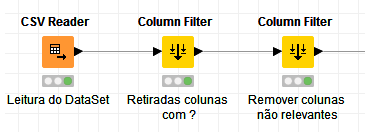 CSV Reader
Column Filter
Column Filter
Leitura do DataSet
Retiradas colunas
com ?
Remover colunas
não relevantes